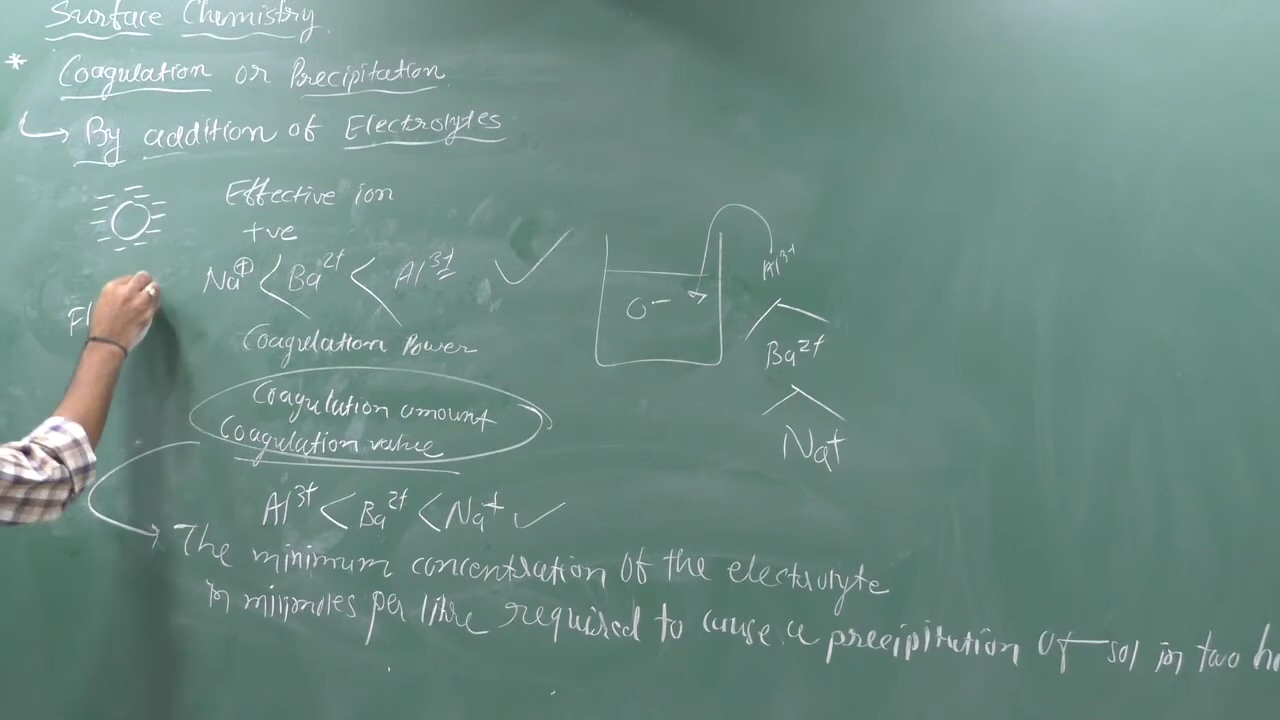 Surface Chemistry
* Coagulation or Precipitation
By addition of Electrolytes
Effective ion
+ve
Na⊕ < Ba2+ < Al3+ ✓
Fl
Coagulation Power
Coagulation amount
Coagulation value
Al3+ < Ba2+ < Na+ ✓
O-
Al3+
Ba2+
Na+
The minimum concentration of the electrolyte
in milimoles per litre required to cause a precipitation of sol in two h